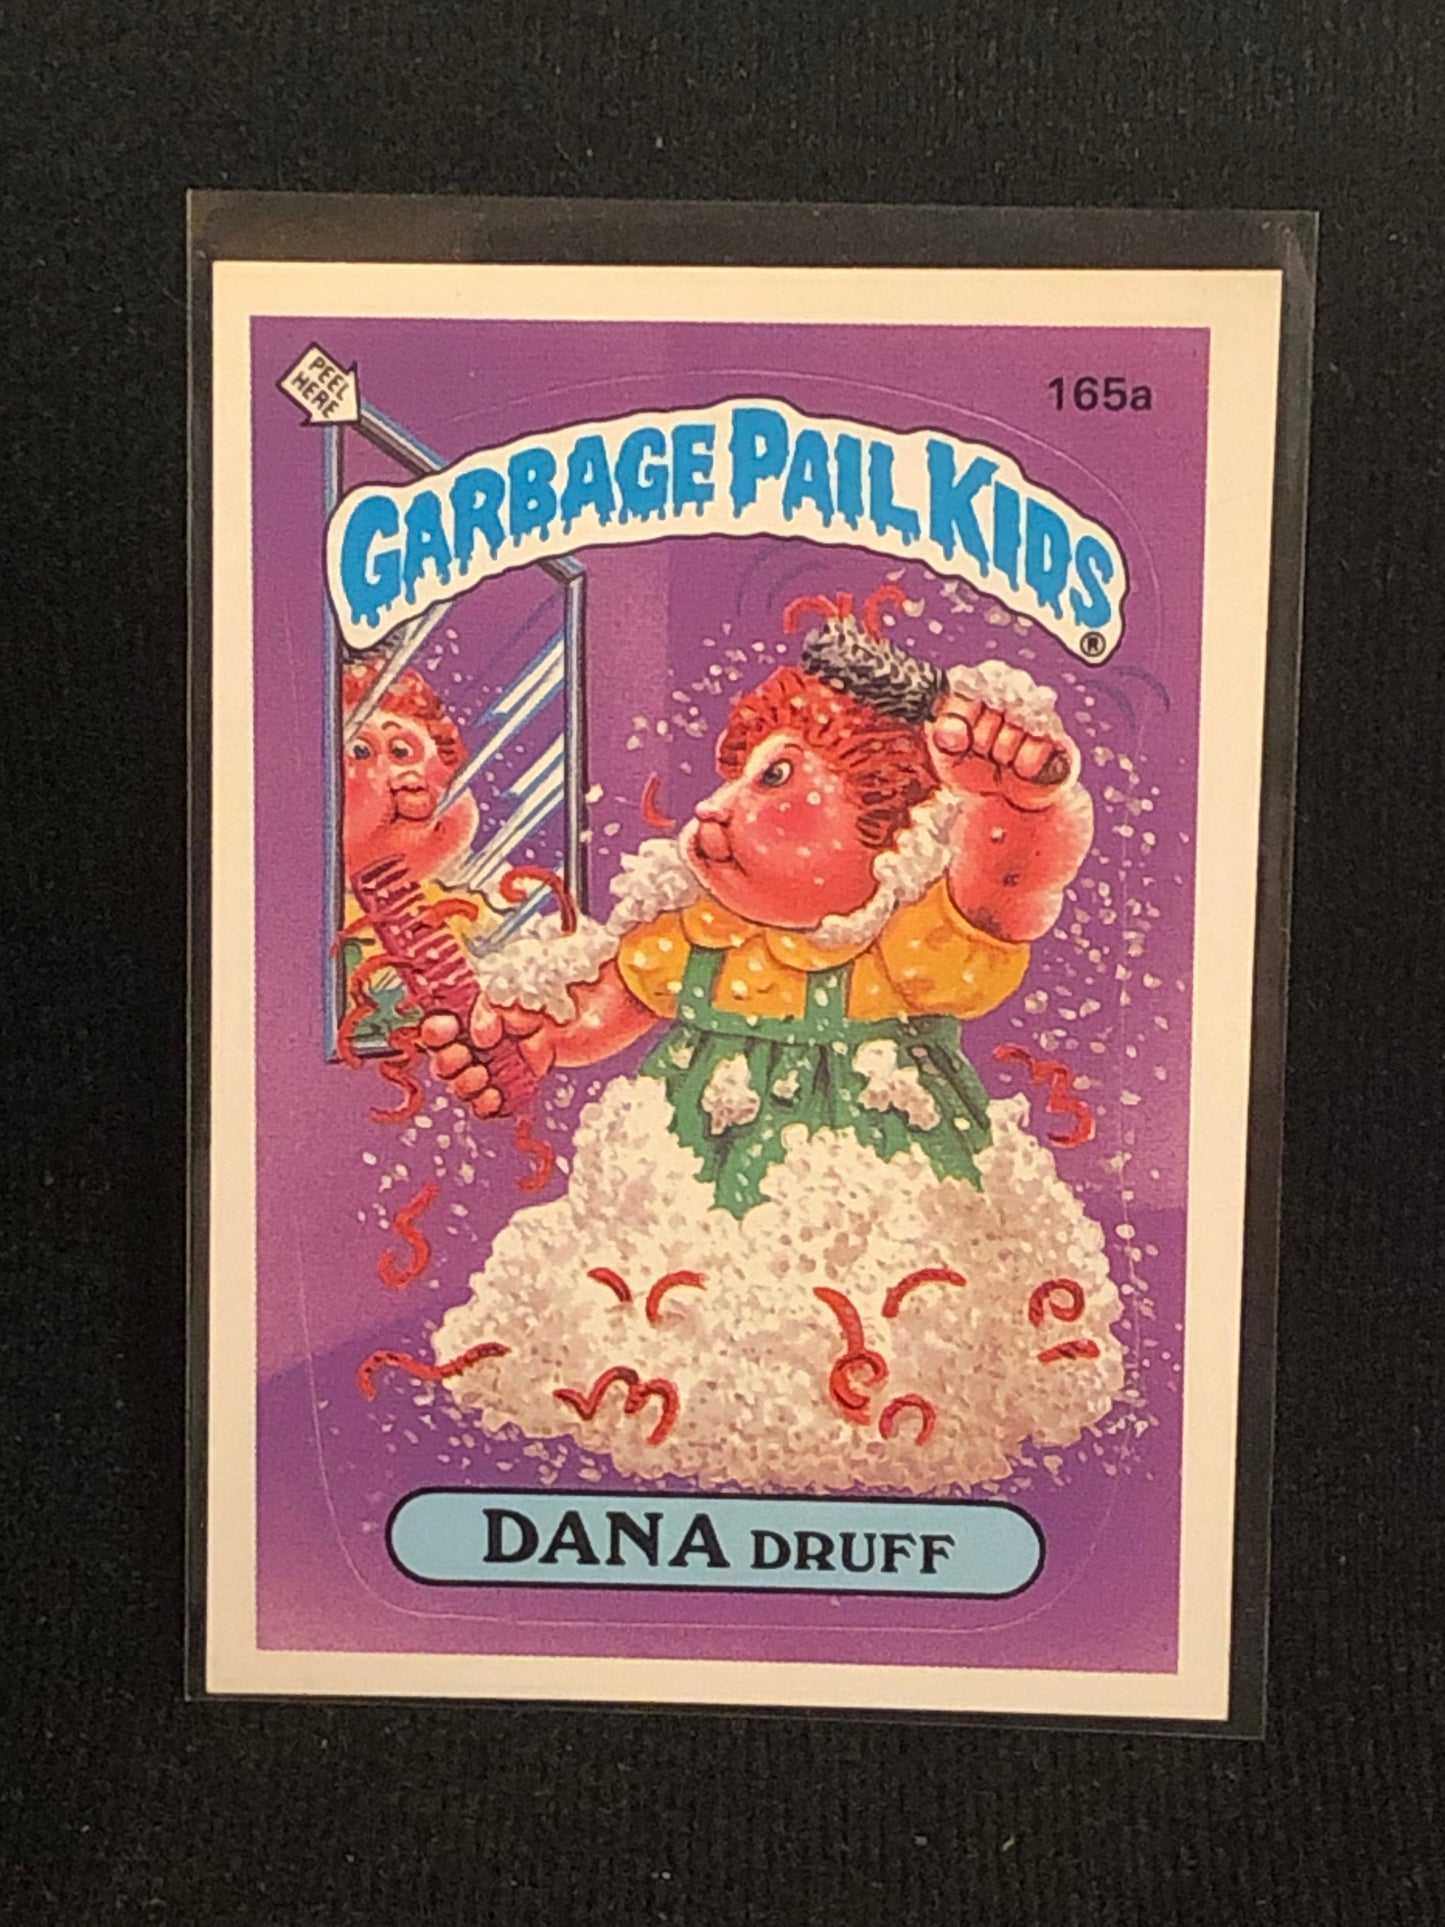 PEEL
HERE
165a
GARBAGE PAIL KIDS®
DANA DRUFF